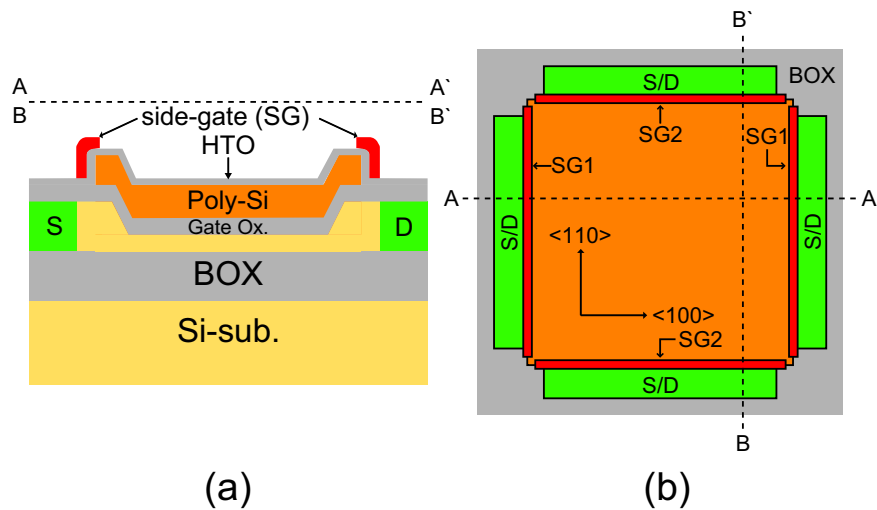 A
A`
B
B`
side-gate (SG)
HTO
Poly-Si
S
Gate Ox.
D
BOX
Si-sub.
(a)
B`
S/D
BOX
SG2
SG1
SG1
A
A
S/D
S/D
<110>
<100>
SG2
S/D
B
(b)